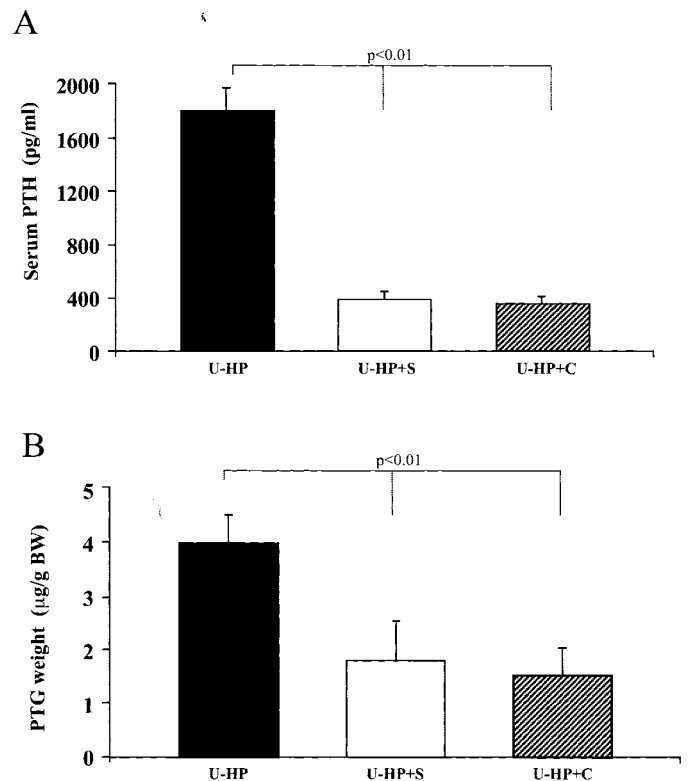 A
p<0.01
Serum PTH (pg/ml)
2000
1600
1200
800
400
0
U-HP
U-HP+S
U-HP+C
B
p<0.01
PTG weight (µg/g BW)
5
4
3
2
1
0
U-HP
U-HP+S
U-HP+C